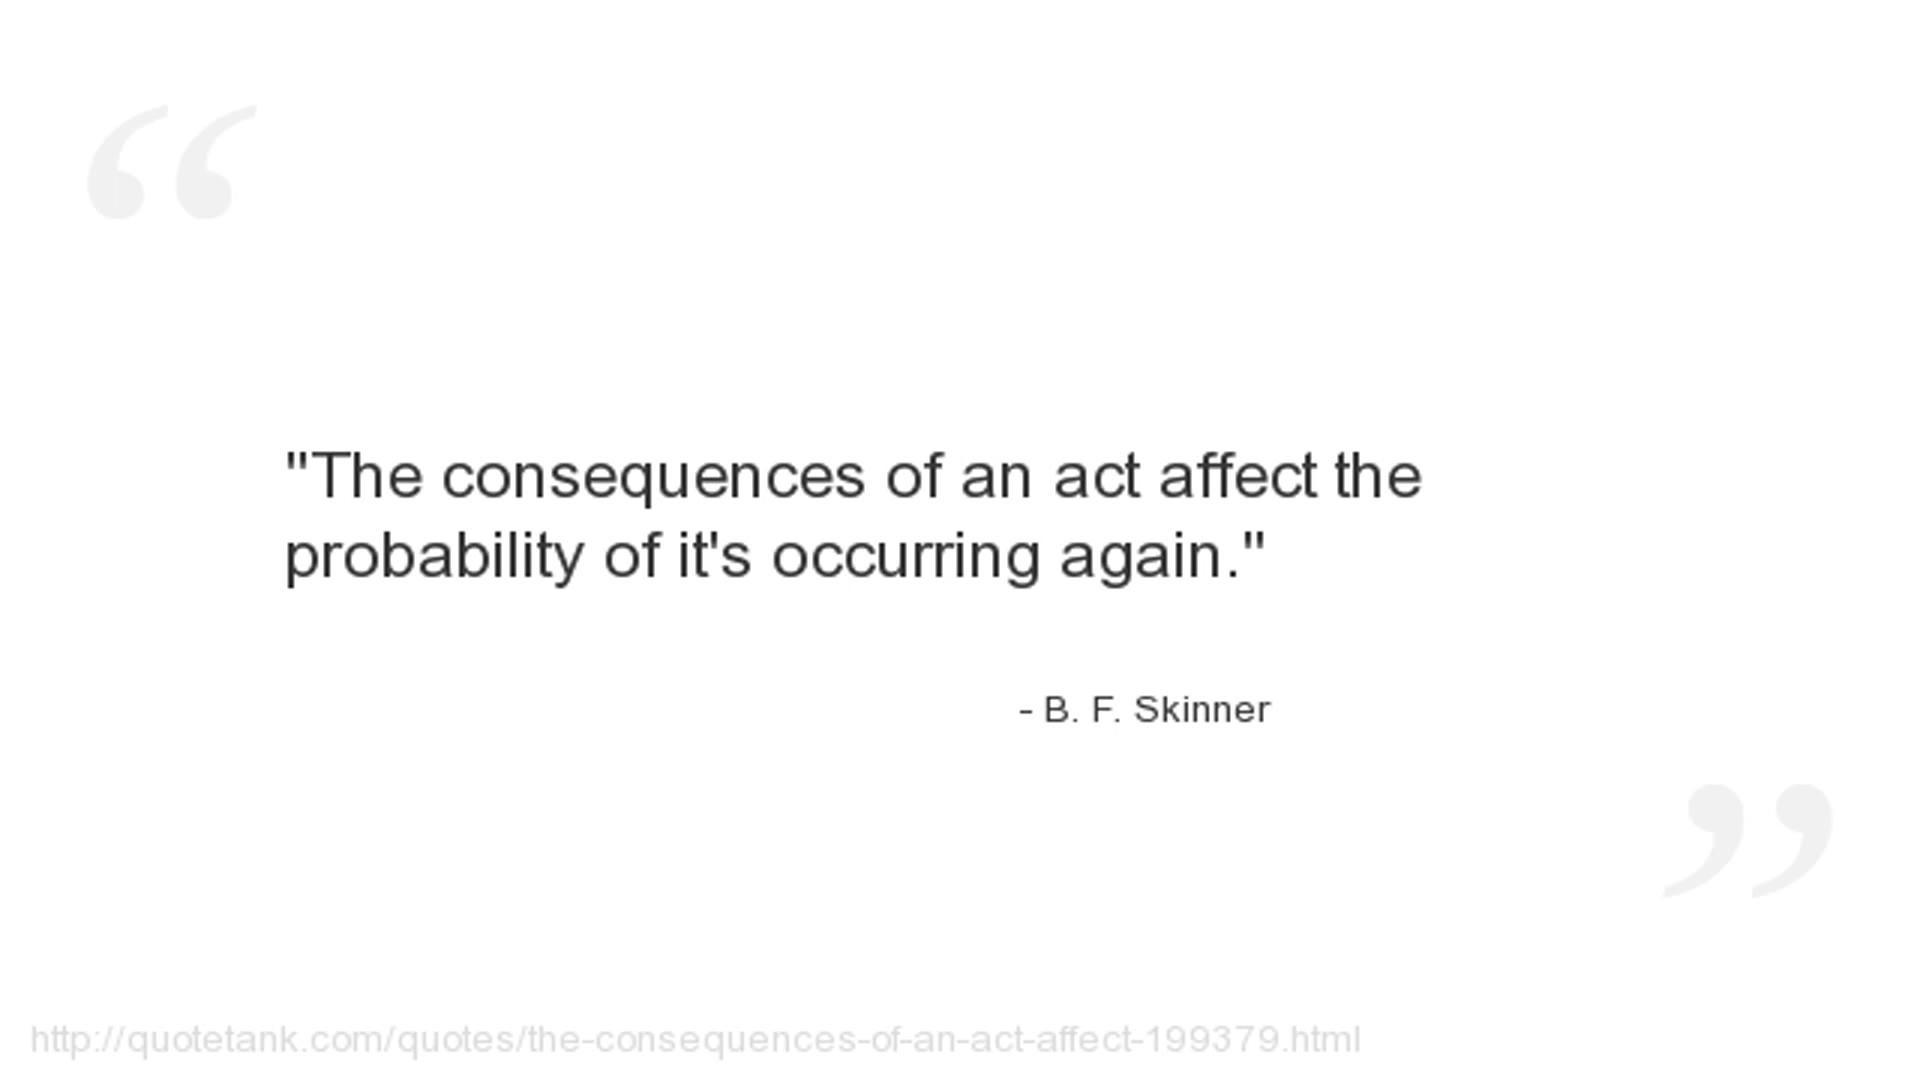 "The consequences of an act affect the
probability of it's occurring again."
- B. F. Skinner
http://quotetank.com/quotes/the-consequences-of-an-act-affect-199379.html